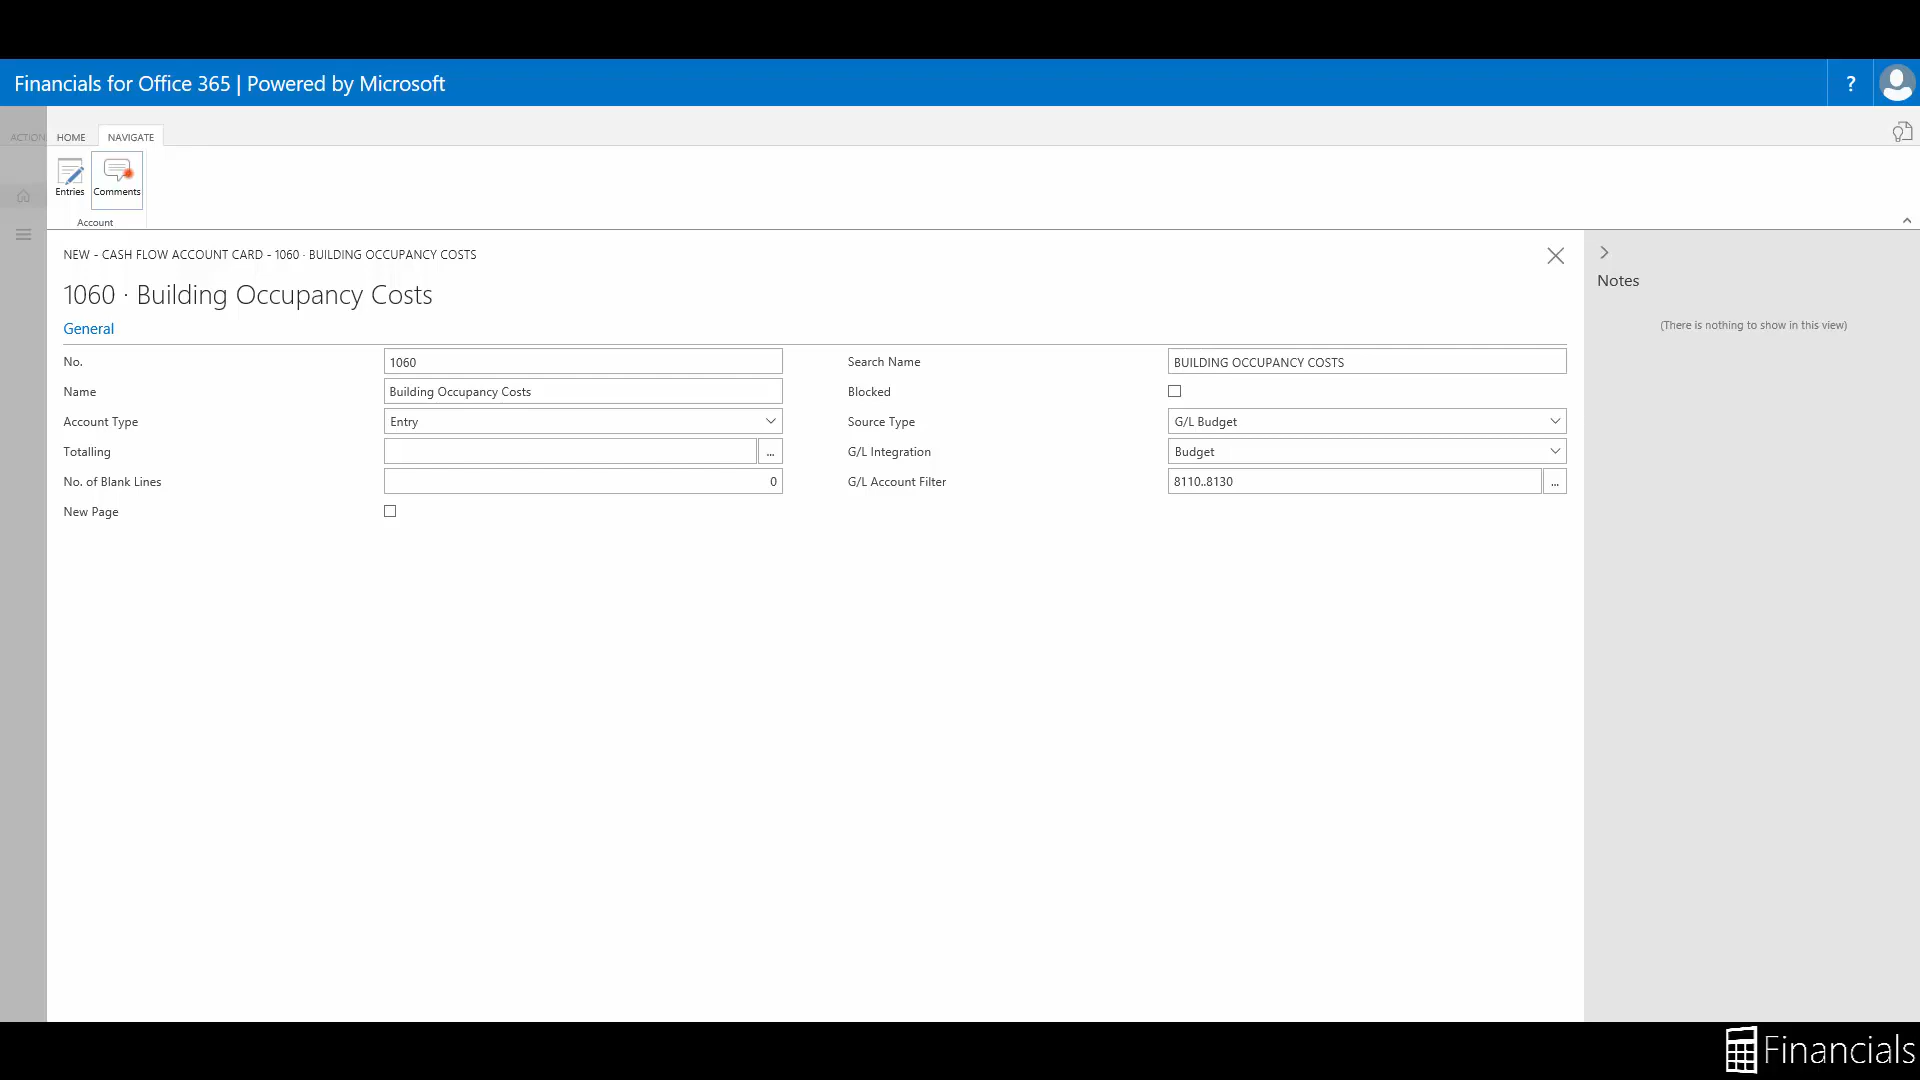 Financials for Office 365 | Powered by Microsoft
?
ACTION HOME NAVIGATE
Entries Comments
Account
NEW - CASH FLOW ACCOUNT CARD - 1060 · BUILDING OCCUPANCY COSTS
Notes
1060 · Building Occupancy Costs
(There is nothing to show in this view)
General
No. 1060 Search Name BUILDING OCCUPANCY COSTS
Name Building Occupancy Costs Blocked
Account Type Entry Source Type G/L Budget
Totalling ... G/L Integration Budget
No. of Blank Lines 0 G/L Account Filter 8110..8130 ...
New Page
Financials